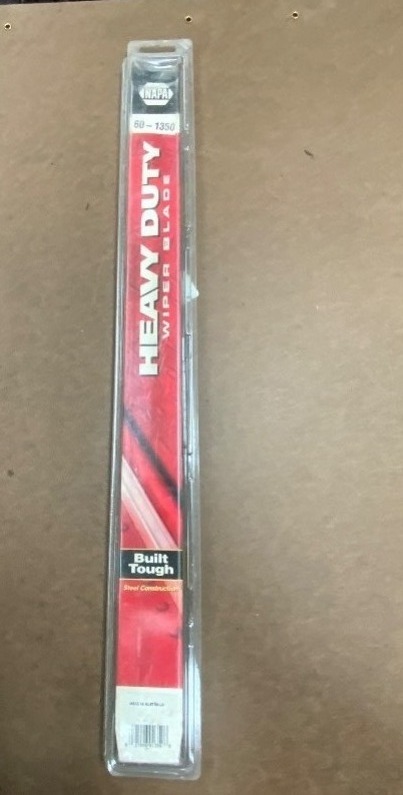 NAPA
60-1350
HEAVY DUTY
WIPER BLADE
Built
Tough
Steel Construction